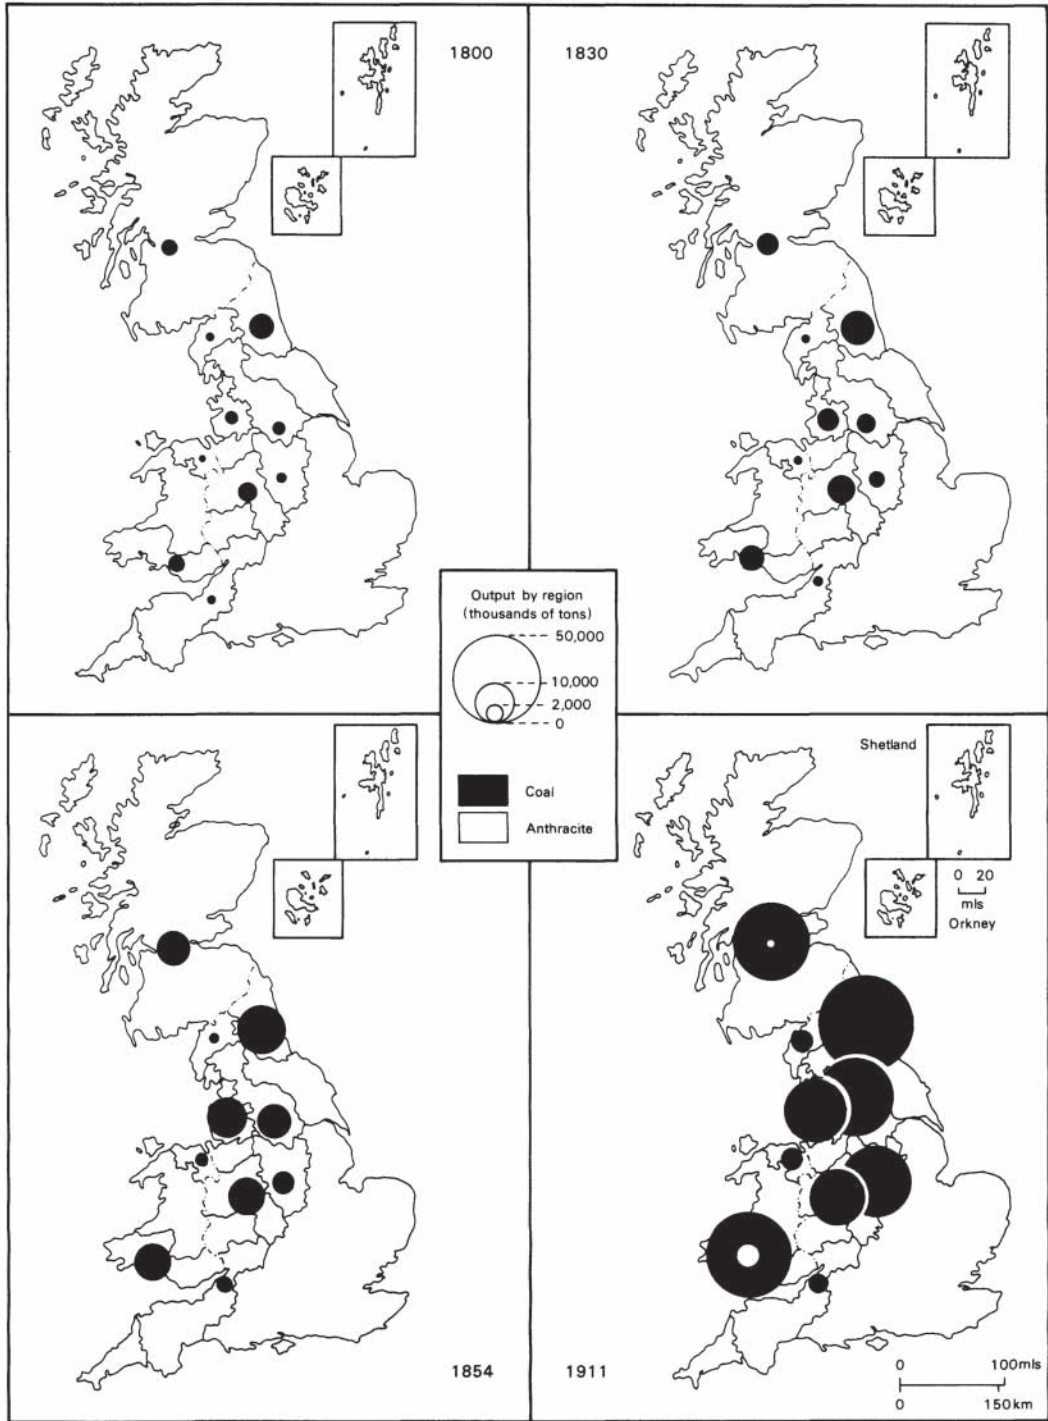 1800
1830
Output by region
(thousands of tons)
50,000
10,000
2,000
0
Coal
Anthracite
1854
1911
Shetland
0 20
mls
Orkney
0 100mls
0 150km